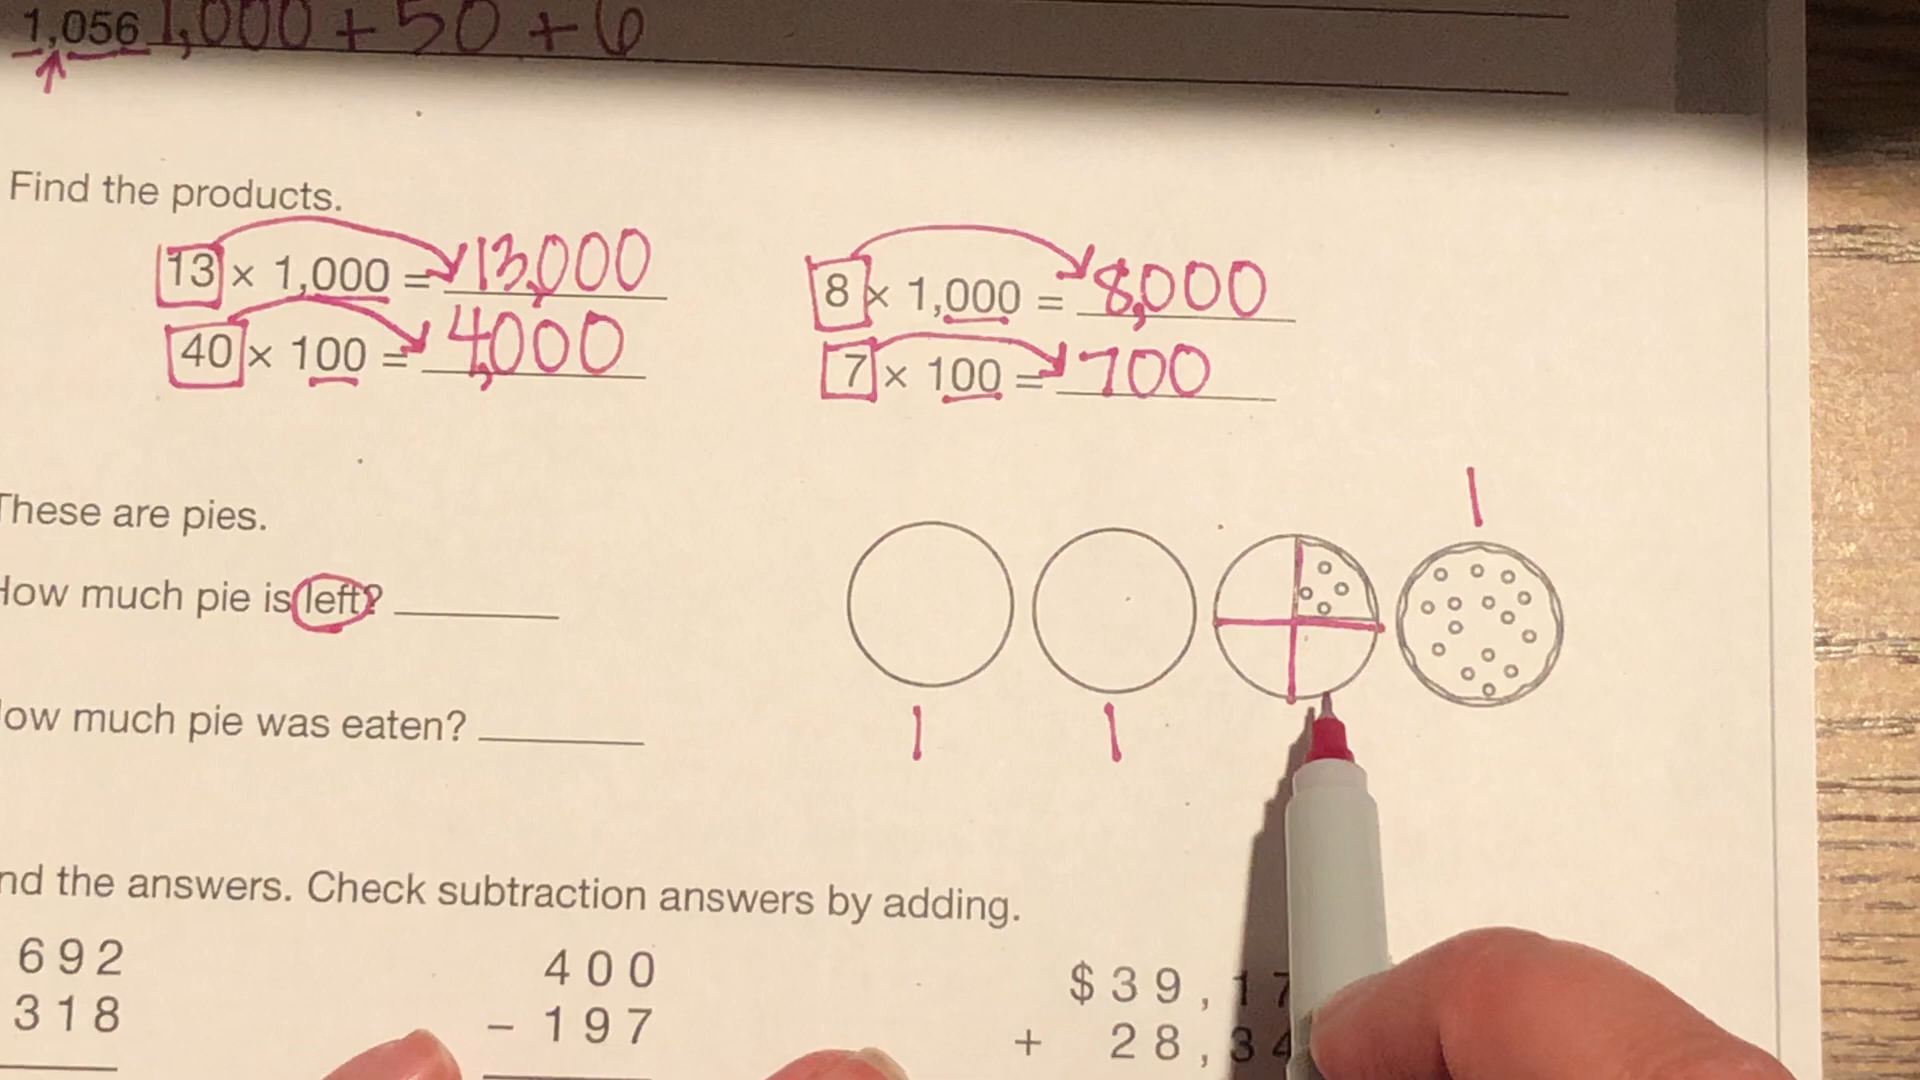 1,056 1,000 + 50 + 6
Find the products.
13 × 1,000 = 13,000
8 × 1,000 = 8,000
40 × 100 = 4,000
7 × 100 = 700
These are pies.
1
How much pie is left?
How much pie was eaten?
1 1
nd the answers. Check subtraction answers by adding.
692
318
400
- 197
$39,17
+ 28,34